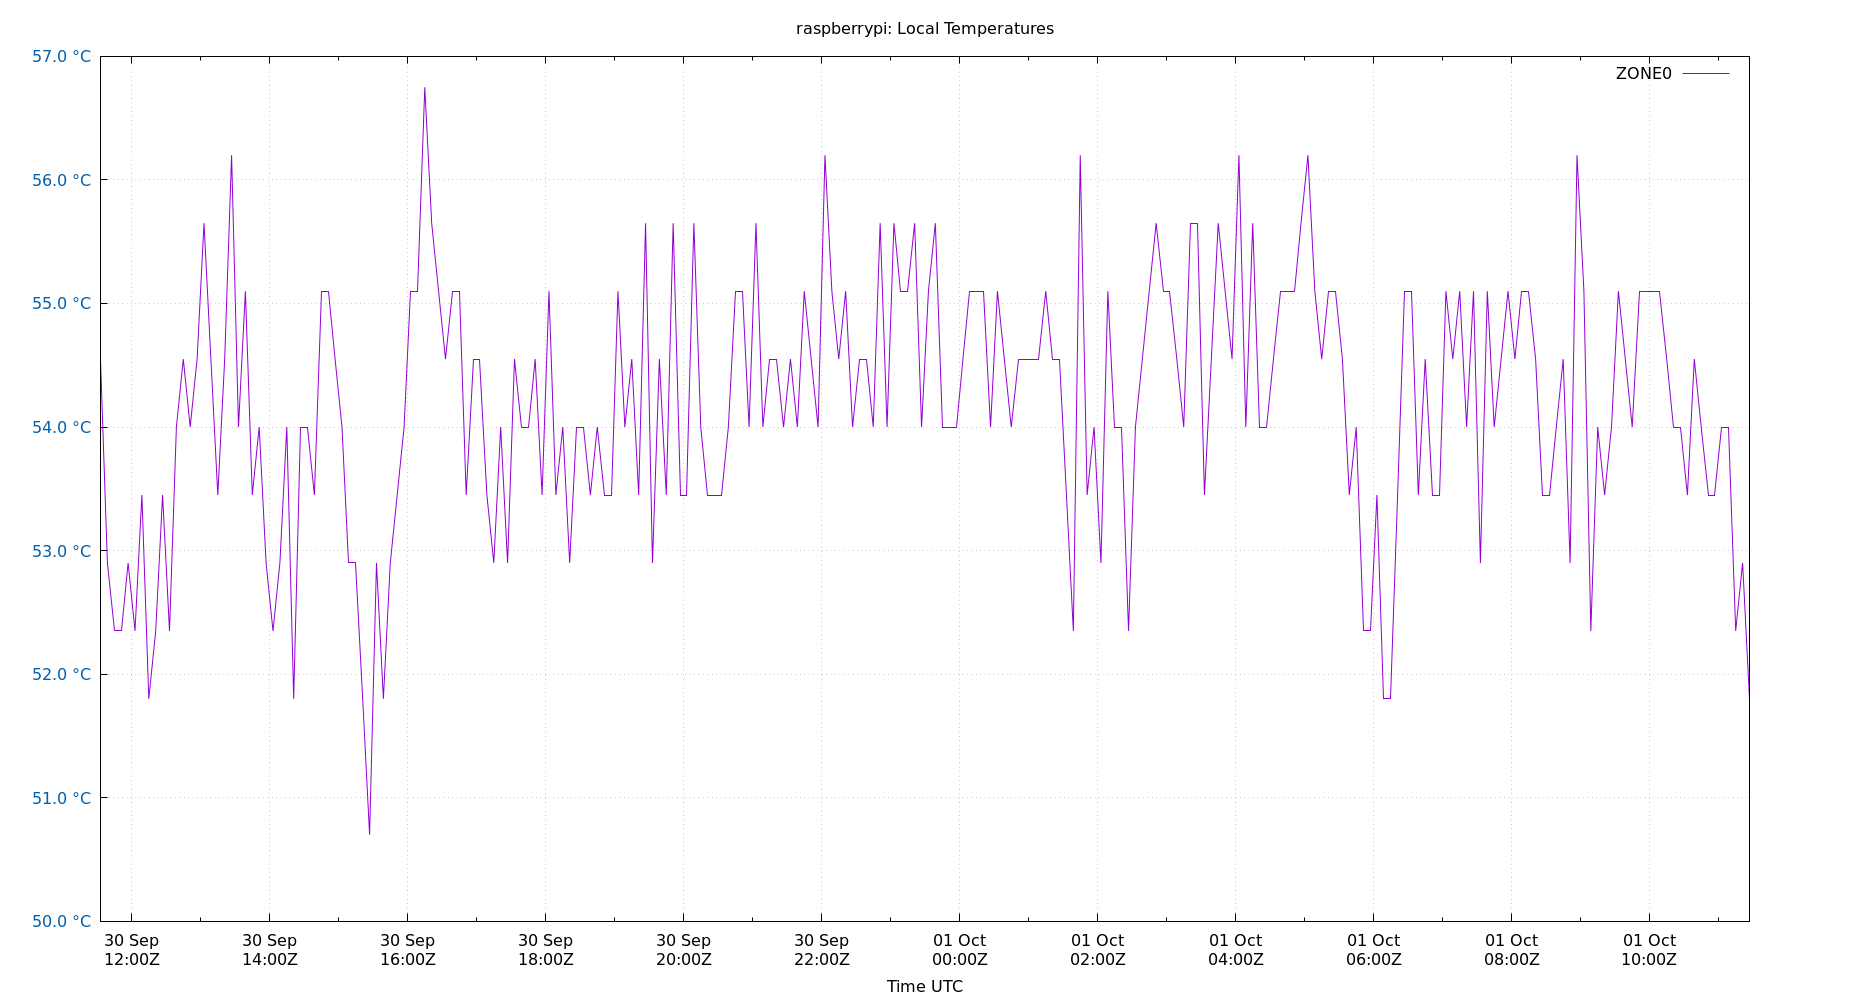 raspberrypi: Local Temperatures
57.0 °C
ZONE0
56.0 °C
55.0 °C
54.0 °C
53.0 °C
52.0 °C
51.0 °C
50.0 °C
30 Sep 30 Sep 30 Sep 30 Sep 30 Sep 30 Sep 01 Oct 01 Oct 01 Oct 01 Oct 01 Oct 01 Oct
12:00Z 14:00Z 16:00Z 18:00Z 20:00Z 22:00Z 00:00Z 02:00Z 04:00Z 06:00Z 08:00Z 10:00Z
Time UTC